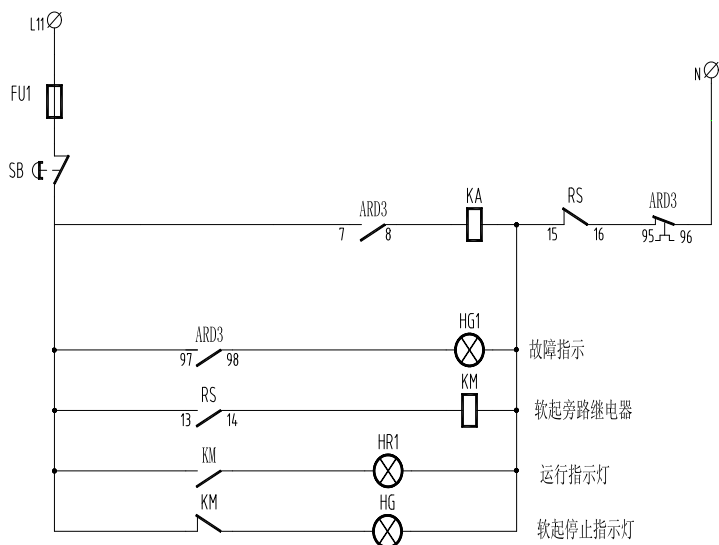 L11
N
FU1
SB
ARD3
7 8
KA
RS
15 16
ARD3
95 96
ARD3
97 98
HG1
故障指示
RS
13 14
KM
软起旁路继电器
KM
HR1
运行指示灯
KM
HG
软起停止指示灯